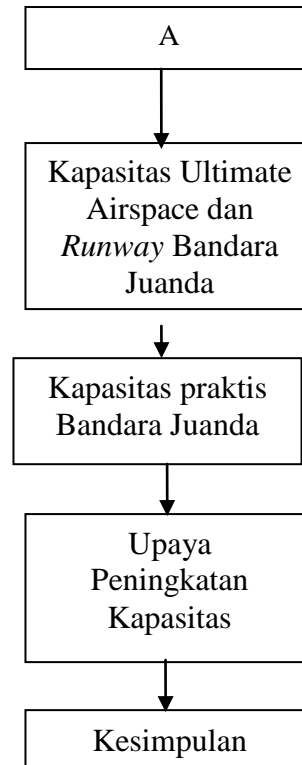 A
Kapasitas Ultimate
Airspace dan
Runway Bandara
Juanda
Kapasitas praktis
Bandara Juanda
Upaya
Peningkatan
Kapasitas
Kesimpulan